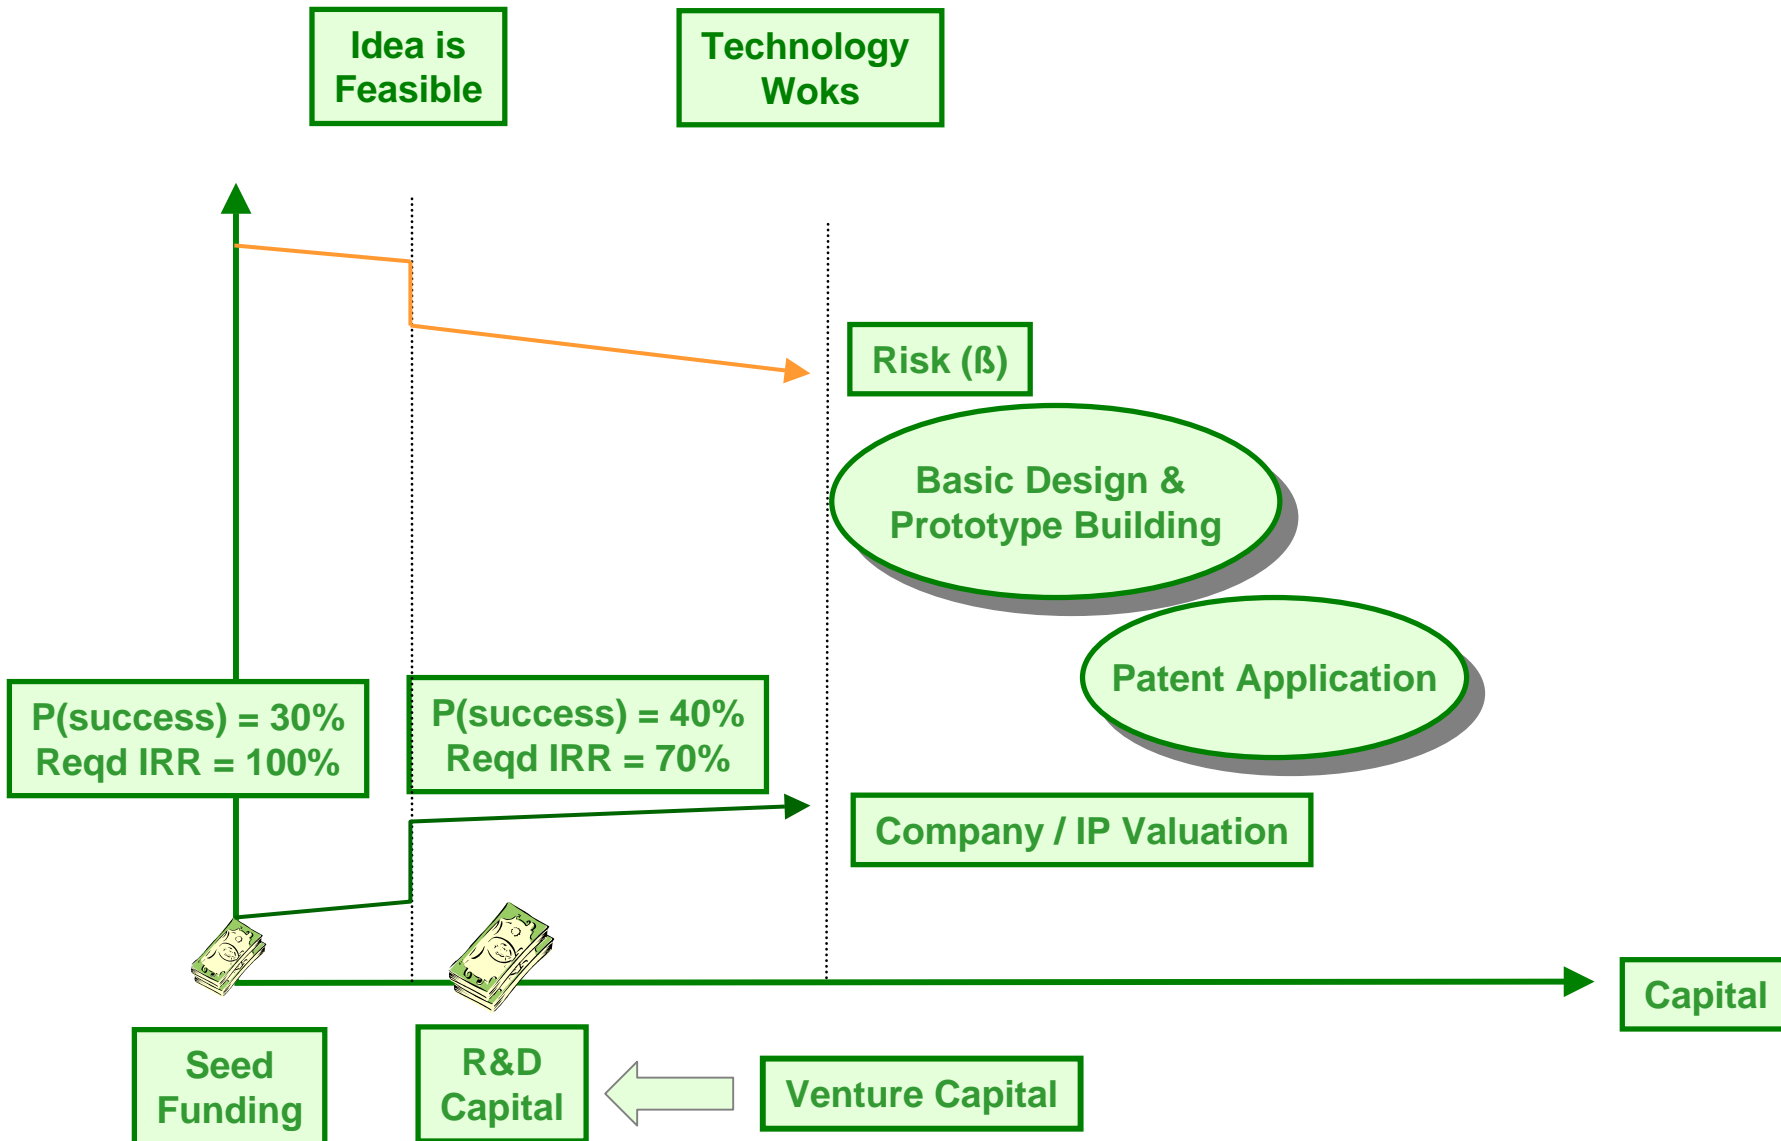 Idea is
Feasible
Technology
Woks
Risk (ß)
Basic Design &
Prototype Building
Patent Application
P(success) = 30%
Reqd IRR = 100%
P(success) = 40%
Reqd IRR = 70%
Company / IP Valuation
Capital
Seed
Funding
R&D
Capital
Venture Capital